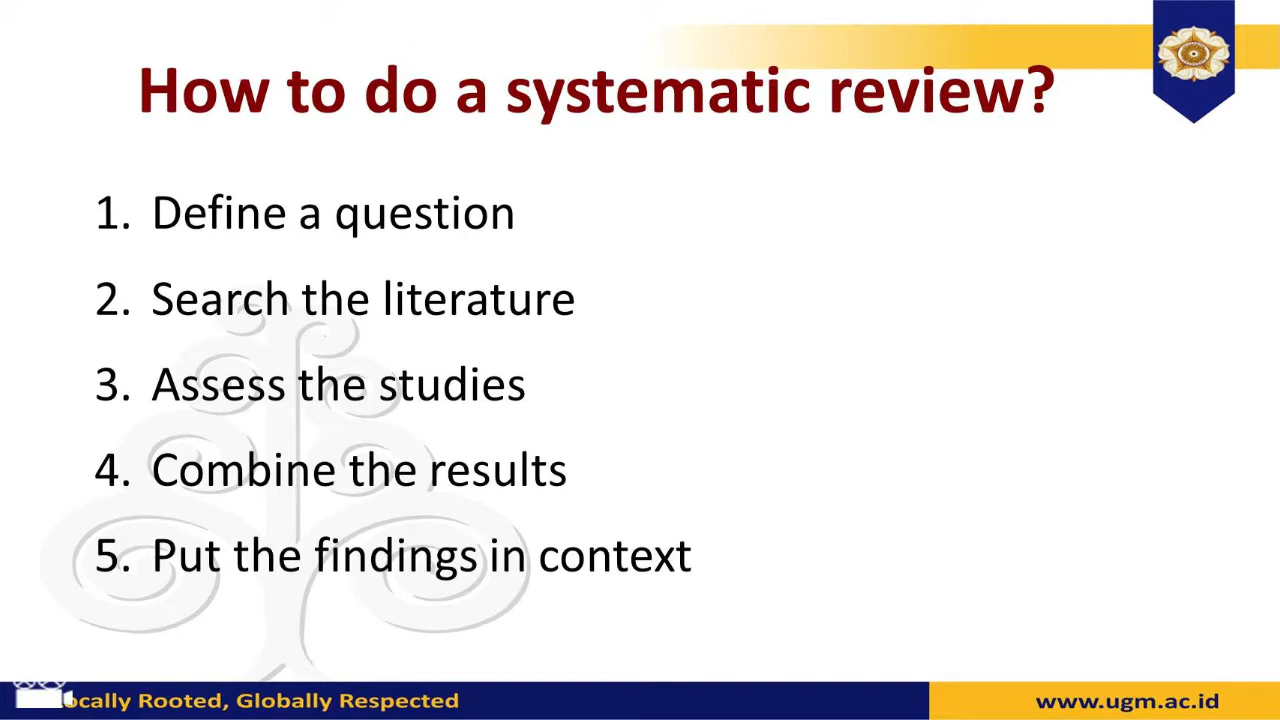 How to do a systematic review?
1. Define a question
2. Search the literature
3. Assess the studies
4. Combine the results
5. Put the findings in context
ocally Rooted, Globally Respected
www.ugm.ac.id